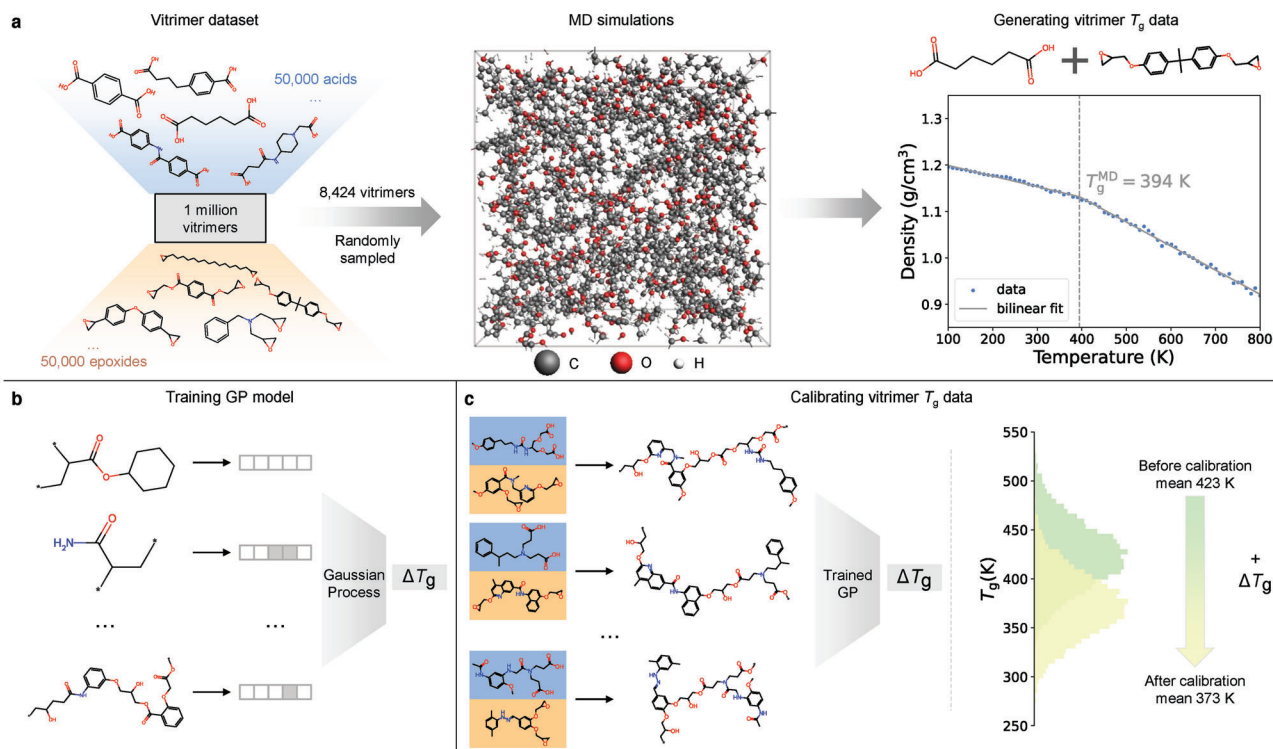 a
Vitrimer dataset
MD simulations
Generating vitrimer Tg data
50,000 acids
...
1 million
vitrimers
8,424 vitrimers
Randomly
sampled
...
50,000 epoxides
C
O
H
1.3
1.2
1.1
1.0
0.9
Density (g/cm³)
TgMD = 394 K
data
bilinear fit
100 200 300 400 500 600 700 800
Temperature (K)
b
Training GP model
H₂N
O
...
...
Gaussian
Process
ΔTg
c
Calibrating vitrimer Tg data
...
Trained
GP
ΔTg
550
500
450
400
350
300
250
Tg(K)
Before calibration
mean 423 K
+
ΔTg
After calibration
mean 373 K